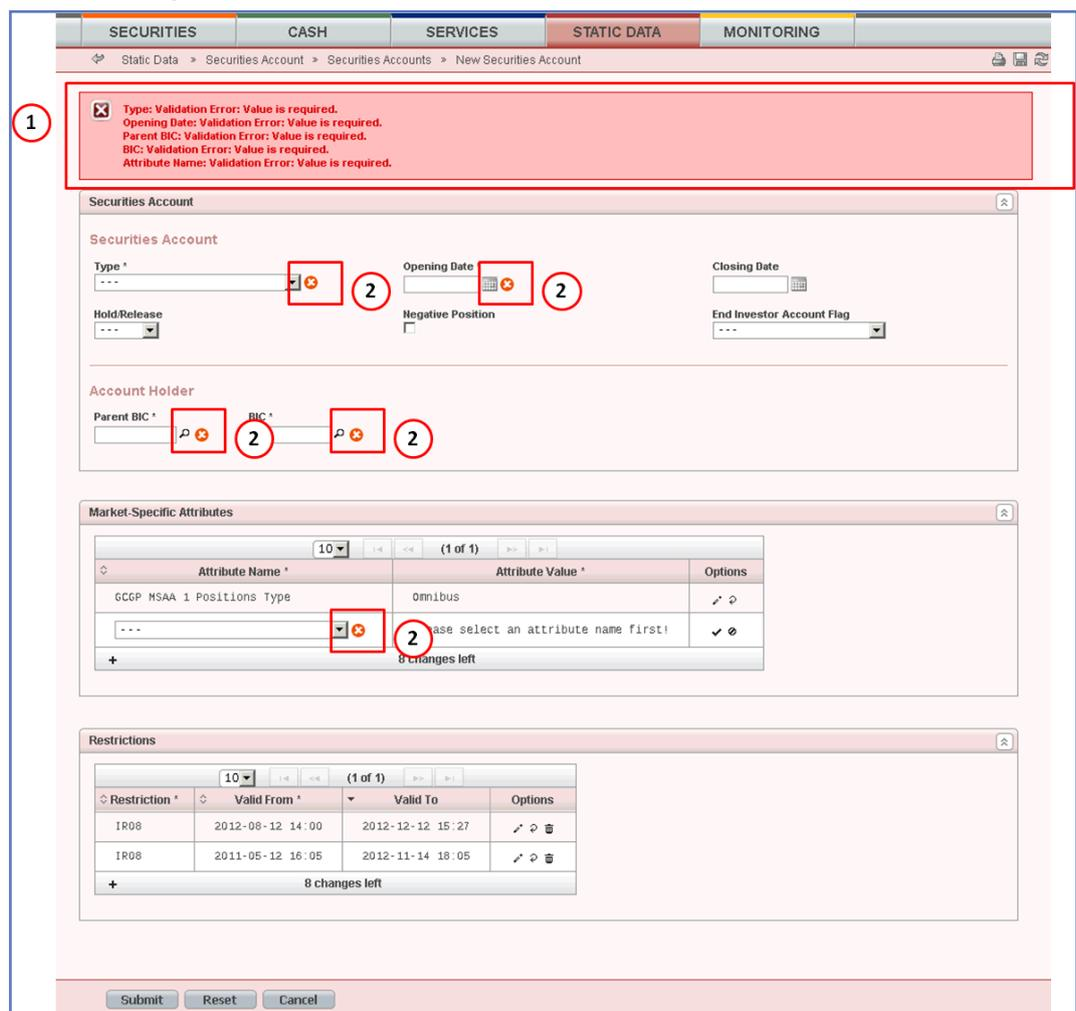 SECURITIES CASH SERVICES STATIC DATA MONITORING
Static Data » Securities Account » Securities Accounts » New Securities Account
1
Type: Validation Error: Value is required.
Opening Date: Validation Error: Value is required.
Parent BIC: Validation Error: Value is required.
BIC: Validation Error: Value is required.
Attribute Name: Validation Error: Value is required.
Securities Account
Securities Account
Type * Opening Date Closing Date
--- 2 2
Hold/Release Negative Position End Investor Account Flag
--- ---
Account Holder
Parent BIC * BIC *
2 2
Market-Specific Attributes
10 (1 of 1)
Attribute Name * Attribute Value * Options
GCGP MSAA 1 Positions Type Omnibus
--- 2 select an attribute name first!
+ 8 changes left
Restrictions
10 (1 of 1)
Restriction * Valid From * Valid To Options
IR08 2012-08-12 14:00 2012-12-12 15:27
IR08 2011-05-12 16:05 2012-11-14 18:05
+ 8 changes left
Submit Reset Cancel